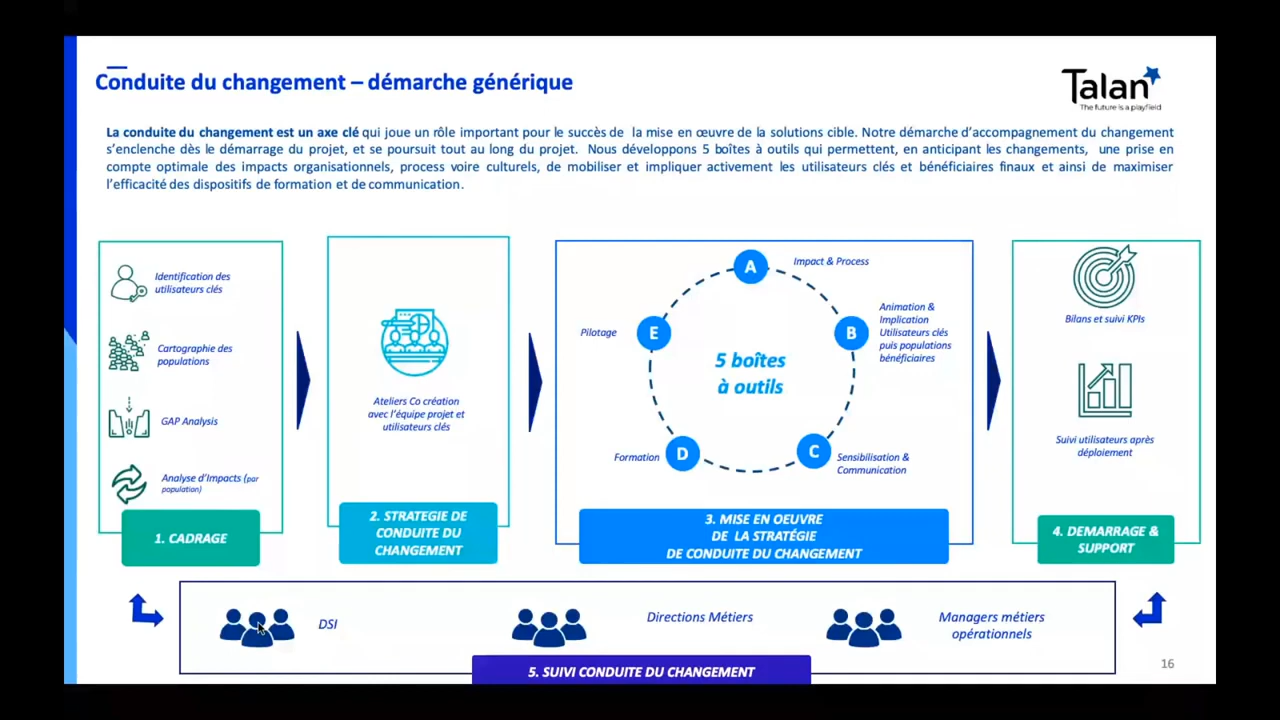 Conduite du changement – démarche générique
Talan
The future is a playfield
La conduite du changement est un axe clé qui joue un rôle important pour le succès de la mise en œuvre de la solutions cible. Notre démarche d'accompagnement du changement
s'enclenche dès le démarrage du projet, et se poursuit tout au long du projet. Nous développons 5 boîtes à outils qui permettent, en anticipant les changements, une prise en
compte optimale des impacts organisationnels, process voire culturels, de mobiliser et impliquer activement les utilisateurs clés et bénéficiaires finaux et ainsi de maximiser
l'efficacité des dispositifs de formation et de communication.
Identification des
utilisateurs clés
Cartographie des
populations
GAP Analysis
Analyse d'Impacts (par
population)
1. CADRAGE
Ateliers Co création
avec l'équipe projet et
utilisateurs clés
2. STRATEGIE DE
CONDUITE DU
CHANGEMENT
A
Impact & Process
B
Animation &
Implication
Utilisateurs clés
puis populations
bénéficiaires
C
Sensibilisation &
Communication
D
Formation
E
Pilotage
5 boîtes
à outils
3. MISE EN OEUVRE
DE LA STRATÉGIE
DE CONDUITE DU CHANGEMENT
Bilans et suivi KPIs
Suivi utilisateurs après
déploiement
4. DEMARRAGE &
SUPPORT
DSI
Directions Métiers
Managers métiers
opérationnels
5. SUIVI CONDUITE DU CHANGEMENT
16